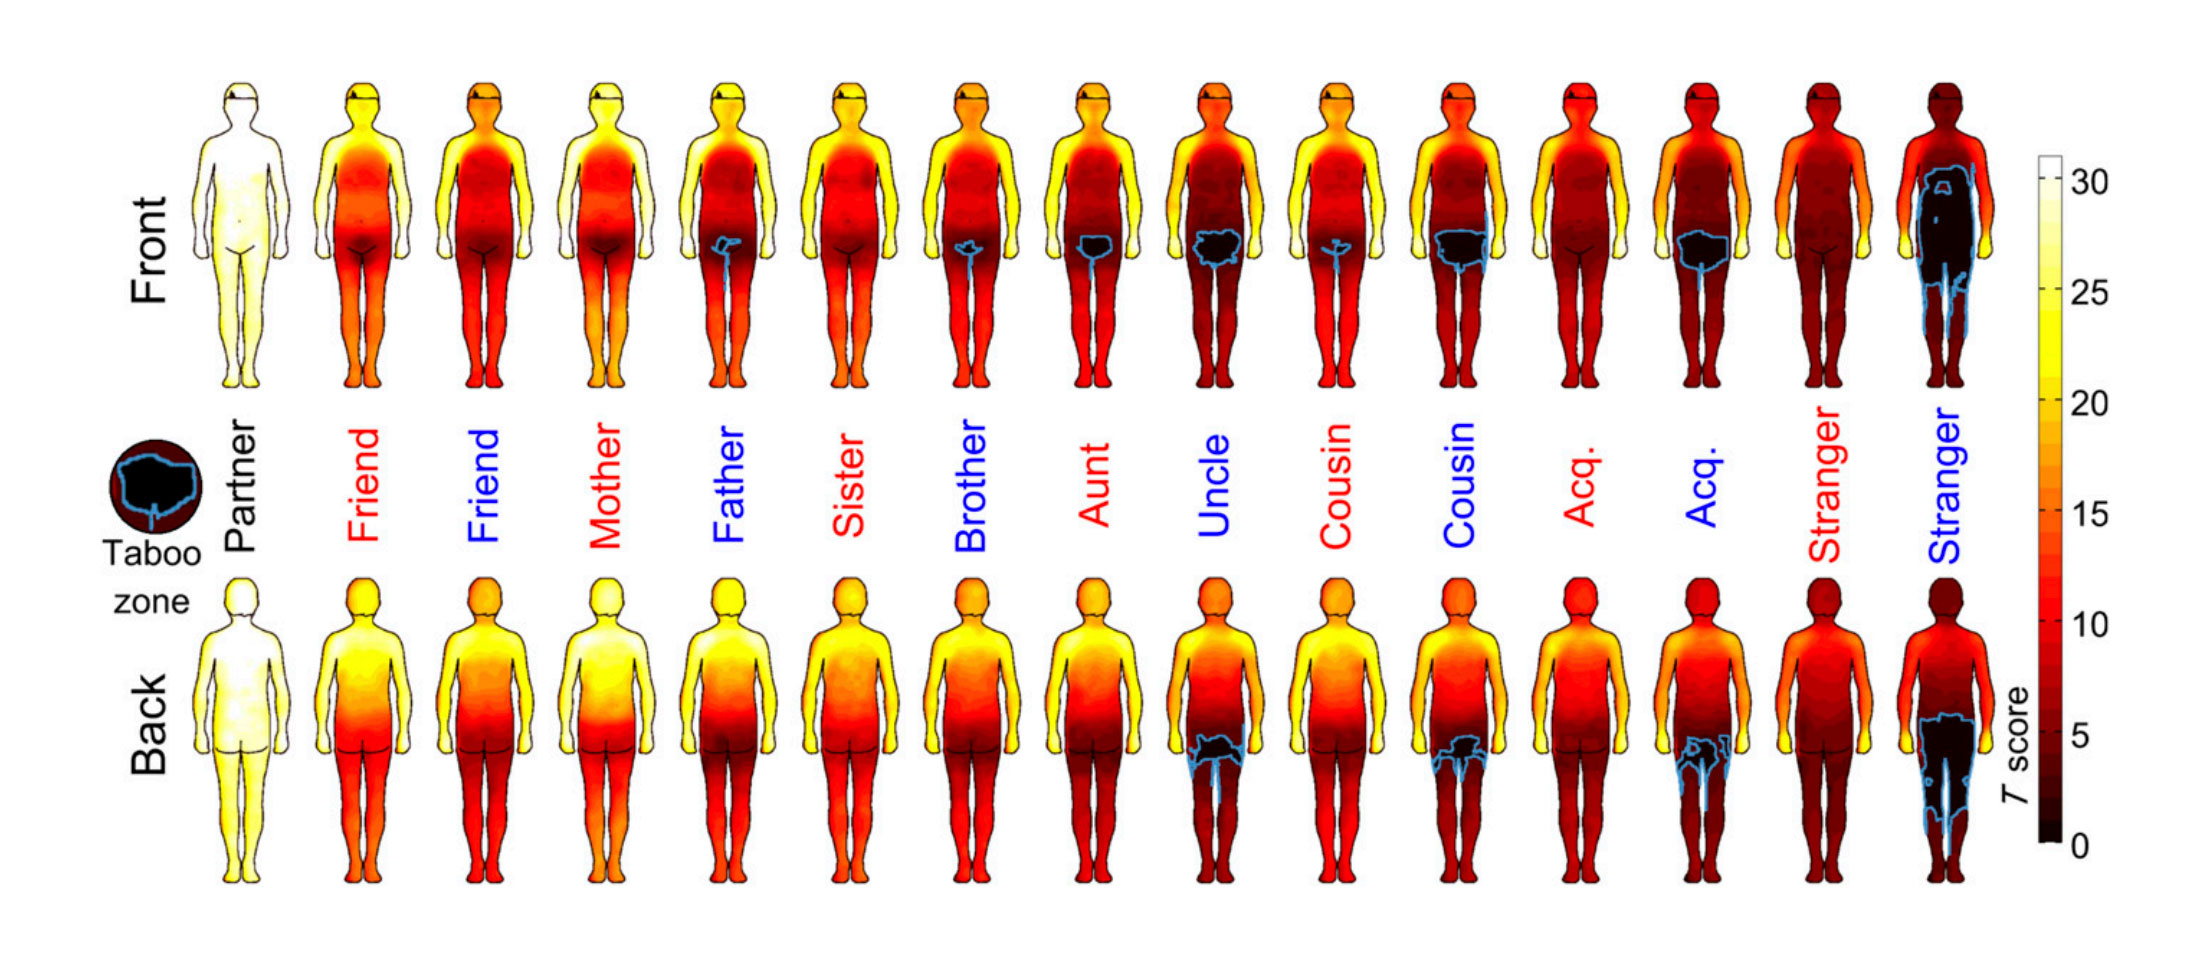 Front
Partner
Friend
Friend
Mother
Father
Sister
Brother
Aunt
Uncle
Cousin
Cousin
Acq.
Acq.
Stranger
Stranger
Taboo
zone
Back
30
25
20
15
10
5
0
T score